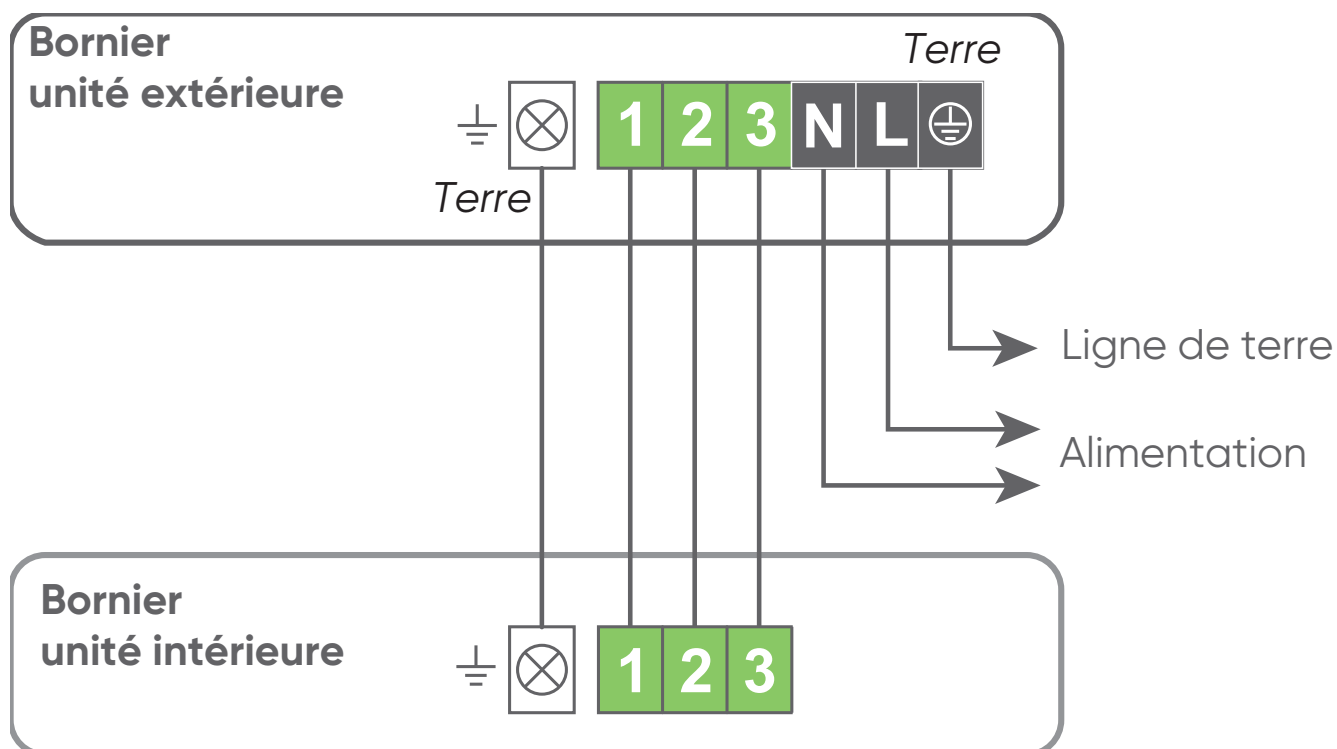 Bornier
unité extérieure
Terre
1 2 3 N L
Terre
Ligne de terre
Alimentation
Bornier
unité intérieure
1 2 3